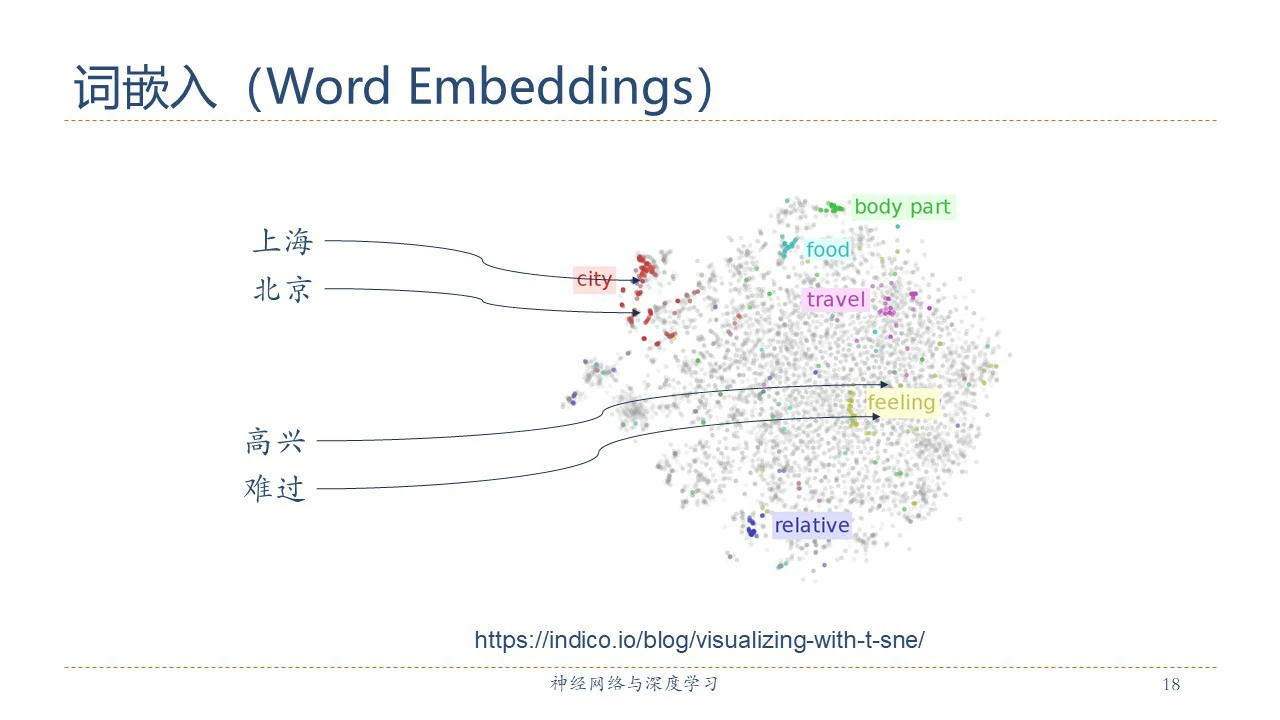 词嵌入（Word Embeddings）
body part
上海
food
city
北京
travel
feeling
高兴
难过
relative
https://indico.io/blog/visualizing-with-t-sne/
神经网络与深度学习
18